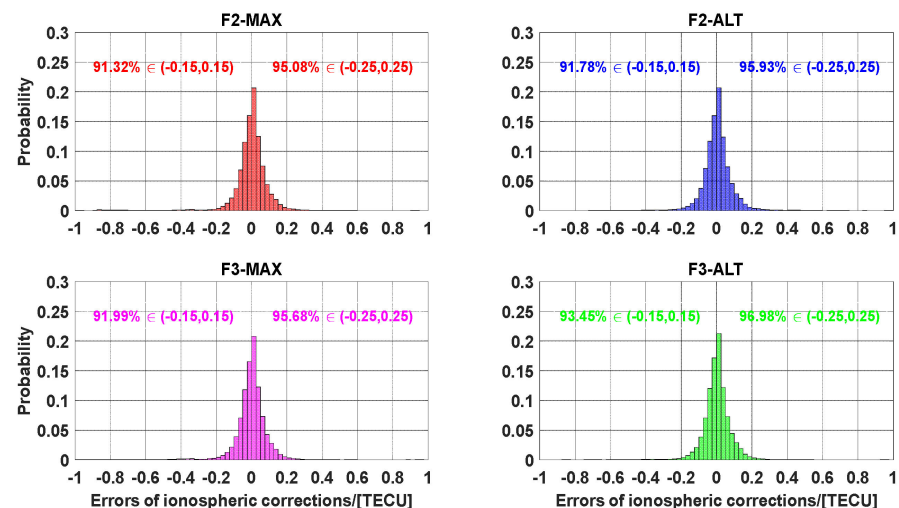 F2-MAX
0.3
0.25
0.2
0.15
0.1
0.05
0
Probability
91.32% ∈ (-0.15,0.15) 95.08% ∈ (-0.25,0.25)
-1 -0.8 -0.6 -0.4 -0.2 0 0.2 0.4 0.6 0.8 1
F2-ALT
0.3
0.25
0.2
0.15
0.1
0.05
0
91.78% ∈ (-0.15,0.15) 95.93% ∈ (-0.25,0.25)
-1 -0.8 -0.6 -0.4 -0.2 0 0.2 0.4 0.6 0.8 1
F3-MAX
0.3
0.25
0.2
0.15
0.1
0.05
0
Probability
91.99% ∈ (-0.15,0.15) 95.68% ∈ (-0.25,0.25)
-1 -0.8 -0.6 -0.4 -0.2 0 0.2 0.4 0.6 0.8 1
Errors of ionospheric corrections/[TECU]
F3-ALT
0.3
0.25
0.2
0.15
0.1
0.05
0
93.45% ∈ (-0.15,0.15) 96.98% ∈ (-0.25,0.25)
-1 -0.8 -0.6 -0.4 -0.2 0 0.2 0.4 0.6 0.8 1
Errors of ionospheric corrections/[TECU]